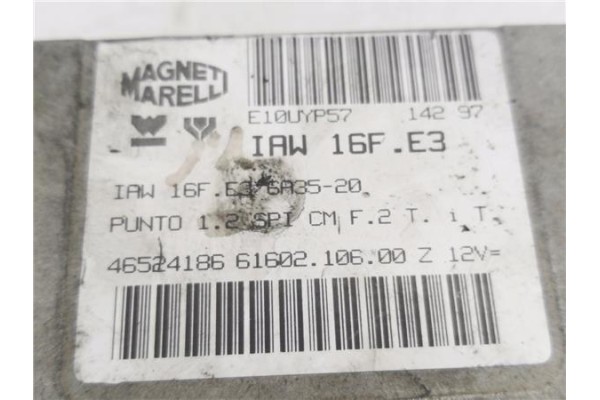 MAGNETI
MARELLI
E10UYP57 142 97
IAW 16F.E3
IAW 16F.E3/6A35-20
PUNTO 1.2 SPI CM F.2 T. i T.
46524186 61602.106.00 Z 12V=